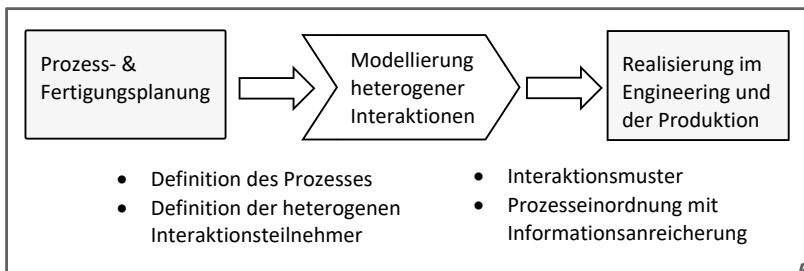 Prozess- &
Fertigungsplanung
Modellierung
heterogener
Interaktionen
Realisierung im
Engineering und
der Produktion
• Definition des Prozesses
• Definition der heterogenen
Interaktionsteilnehmer
• Interaktionsmuster
• Prozesseinordnung mit
Informationsanreicherung